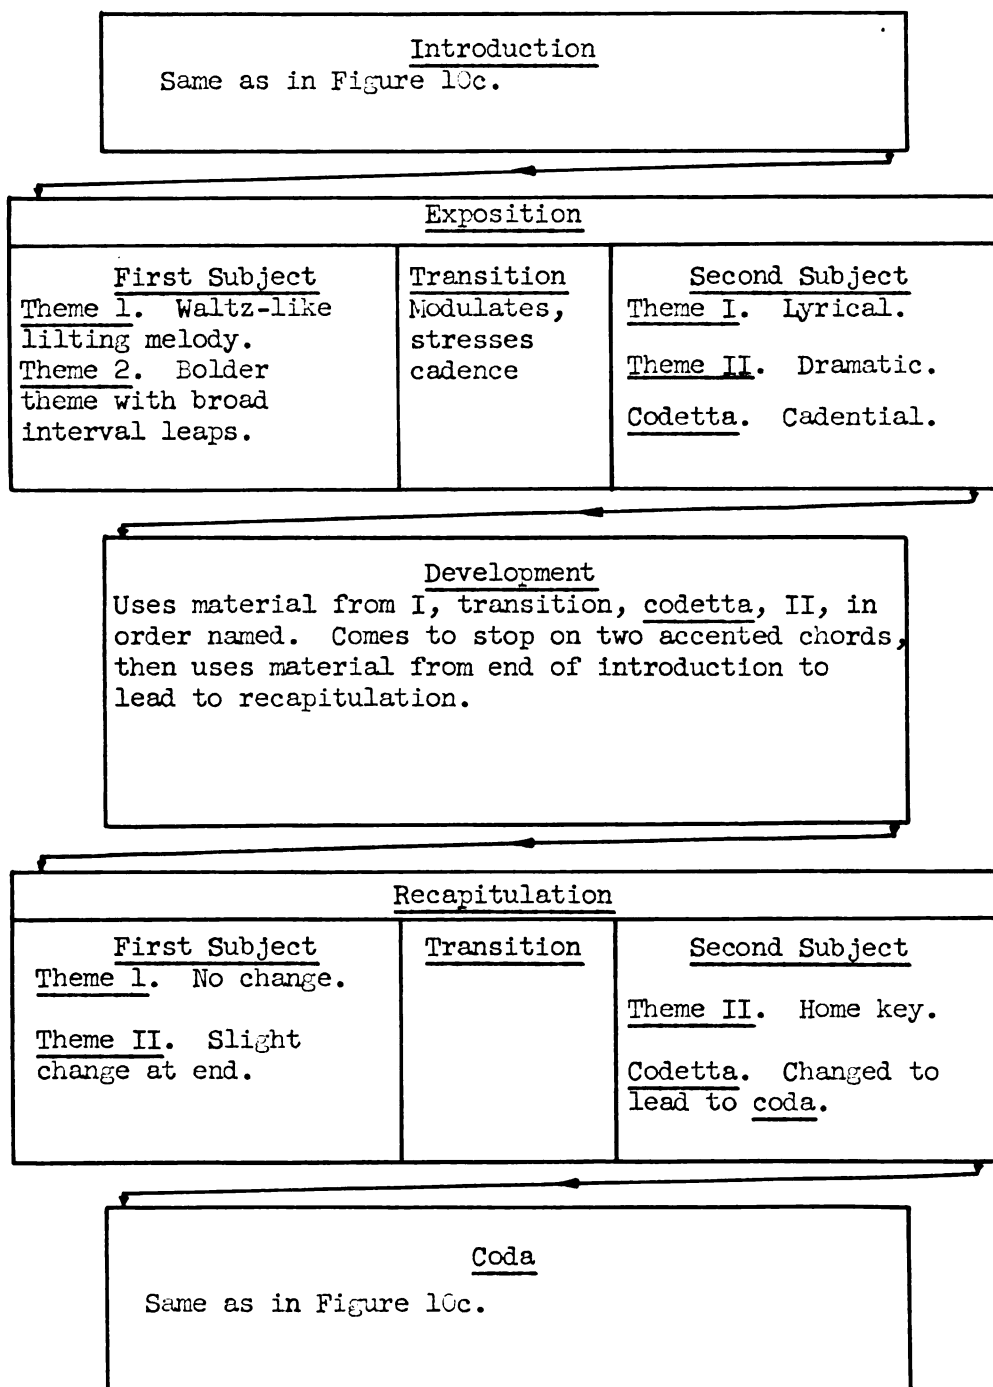 Introduction
Same as in Figure 10c.
Exposition
First Subject
Theme 1. Waltz-like
lilting melody.
Theme 2. Bolder
theme with broad
interval leaps.
Transition
Modulates,
stresses
cadence
Second Subject
Theme I. Lyrical.
Theme II. Dramatic.
Codetta. Cadential.
Development
Uses material from I, transition, codetta, II, in
order named. Comes to stop on two accented chords,
then uses material from end of introduction to
lead to recapitulation.
Recapitulation
First Subject
Theme 1. No change.
Theme II. Slight
change at end.
Transition
Second Subject
Theme II. Home key.
Codetta. Changed to
lead to coda.
Coda
Same as in Figure 10c.